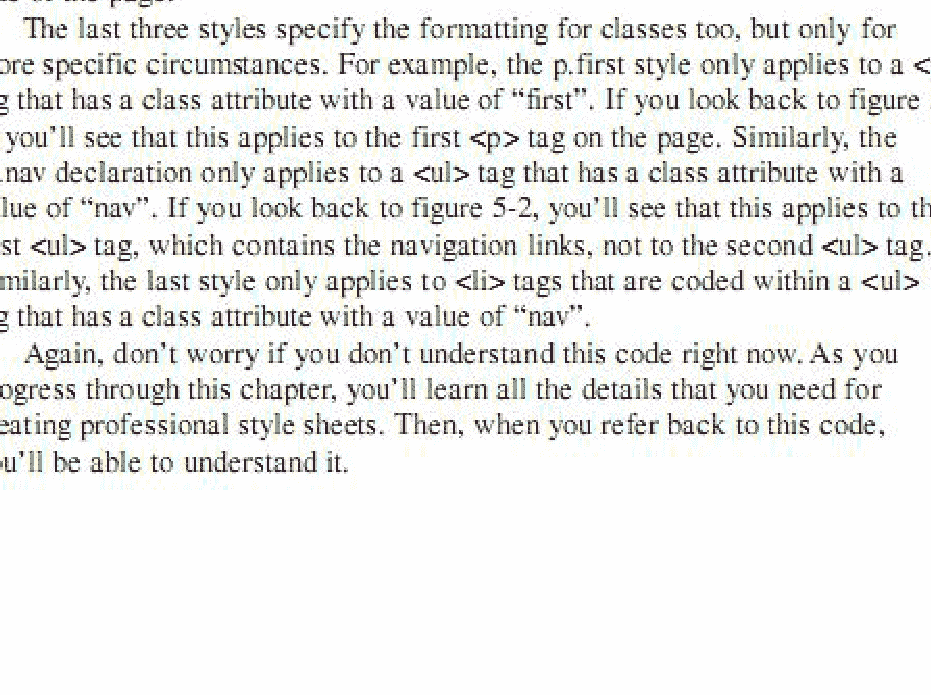 The last three styles specify the formatting for classes too, but only for
ore specific circumstances. For example, the p.first style only applies to a <
g that has a class attribute with a value of “first”. If you look back to figure
you’ll see that this applies to the first <p> tag on the page. Similarly, the
.nav declaration only applies to a <ul> tag that has a class attribute with a
lue of “nav”. If you look back to figure 5-2, you’ll see that this applies to th
st <ul> tag, which contains the navigation links, not to the second <ul> tag.
milarly, the last style only applies to <li> tags that are coded within a <ul>
g that has a class attribute with a value of “nav”.
Again, don’t worry if you don’t understand this code right now. As you
ogress through this chapter, you’ll learn all the details that you need for
eating professional style sheets. Then, when you refer back to this code,
ou’ll be able to understand it.